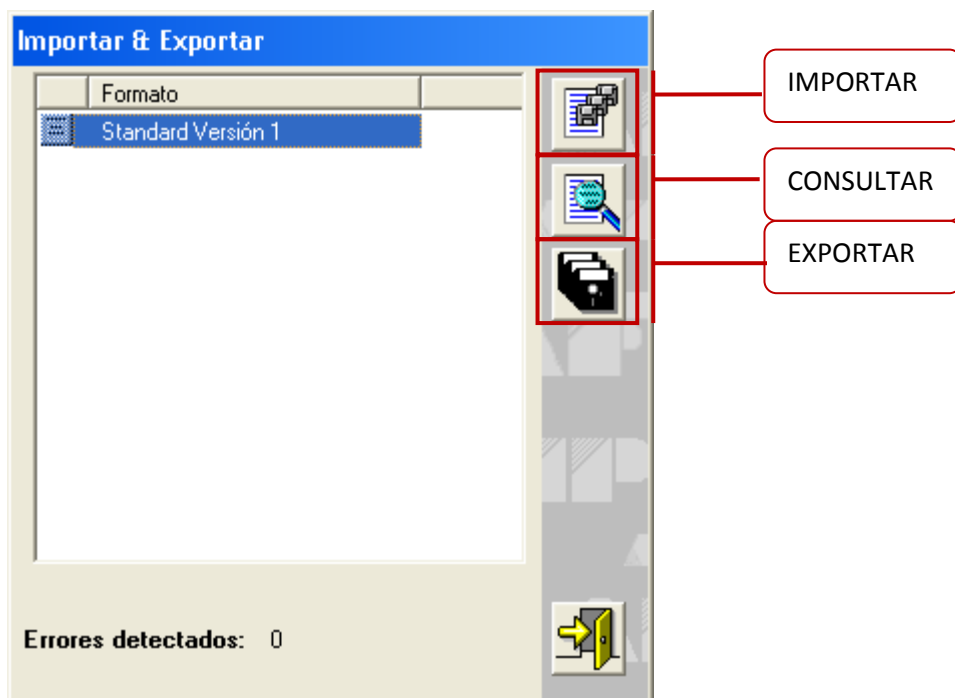 Importar & Exportar
Formato
Standard Versión 1
IMPORTAR
CONSULTAR
EXPORTAR
Errores detectados: 0